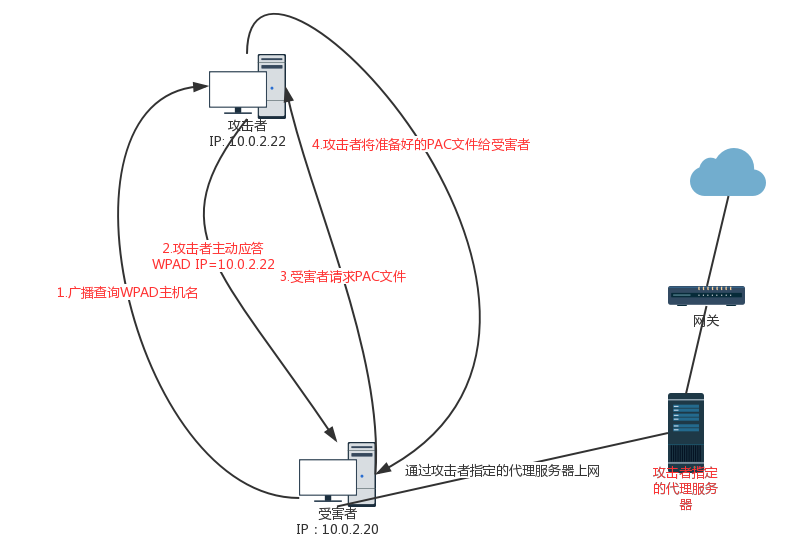 攻击者
IP: 10.0.2.22
4.攻击者将准备好的PAC文件给受害者
2.攻击者主动应答
WPAD IP=10.0.2.22
3.受害者请求PAC文件
1.广播查询WPAD主机名
网关
通过攻击者指定的代理服务器上网
攻击者指定
的代理服务
器
受害者
IP：10.0.2.20